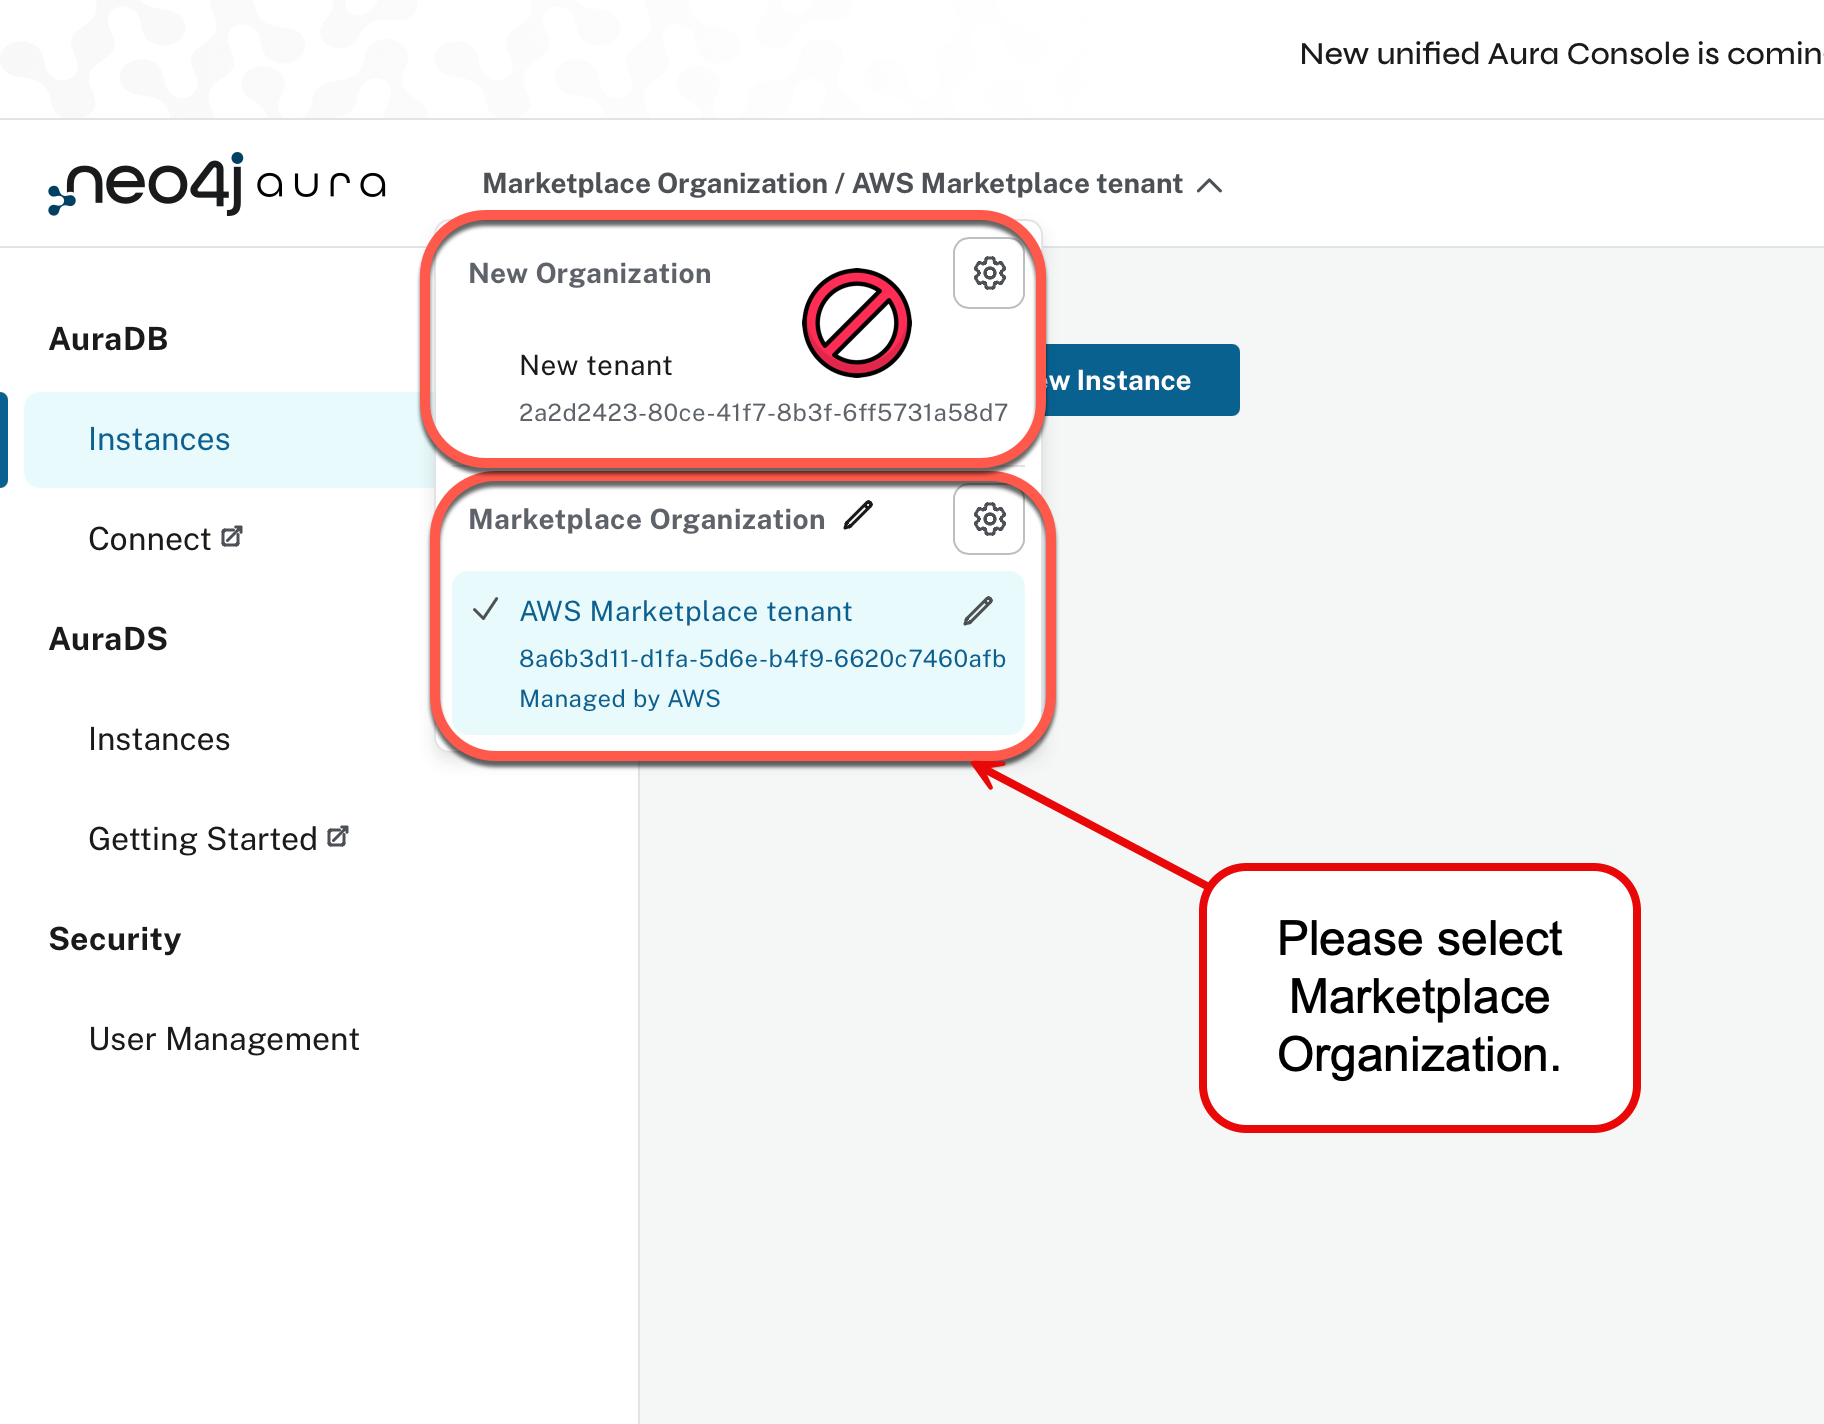 New unified Aura Console is comin
neo4j aura
Marketplace Organization / AWS Marketplace tenant
New Organization
New tenant
2a2d2423-80ce-41f7-8b3f-6ff5731a58d7
AuraDB
Instances
Connect
AuraDS
Instances
Getting Started
Security
User Management
ew Instance
Marketplace Organization
AWS Marketplace tenant
8a6b3d11-d1fa-5d6e-b4f9-6620c7460afb
Managed by AWS
Please select
Marketplace
Organization.